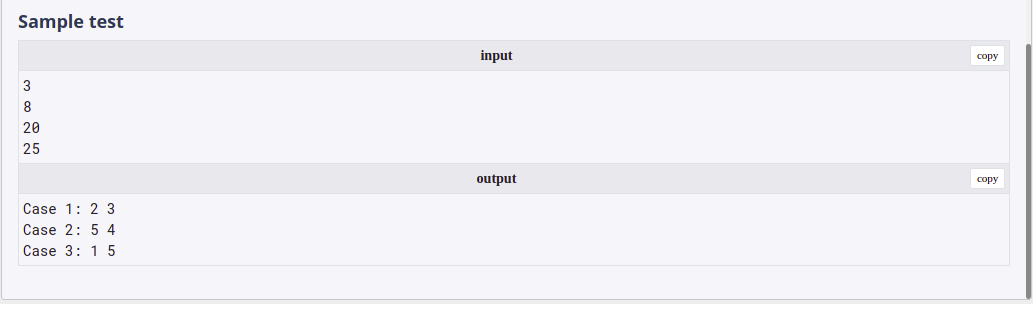 Sample test
input
copy
3
8
20
25
output
copy
Case 1: 2 3
Case 2: 5 4
Case 3: 1 5